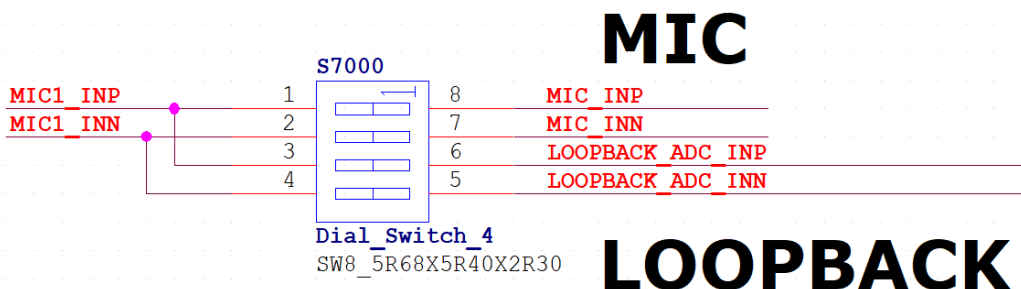 MIC
S7000
MIC1_INP 1 8 MIC_INP
MIC1_INN 2 7 MIC_INN
3 6 LOOPBACK_ADC_INP
4 5 LOOPBACK_ADC_INN
Dial_Switch_4
SW8_5R68X5R40X2R30
LOOPBACK